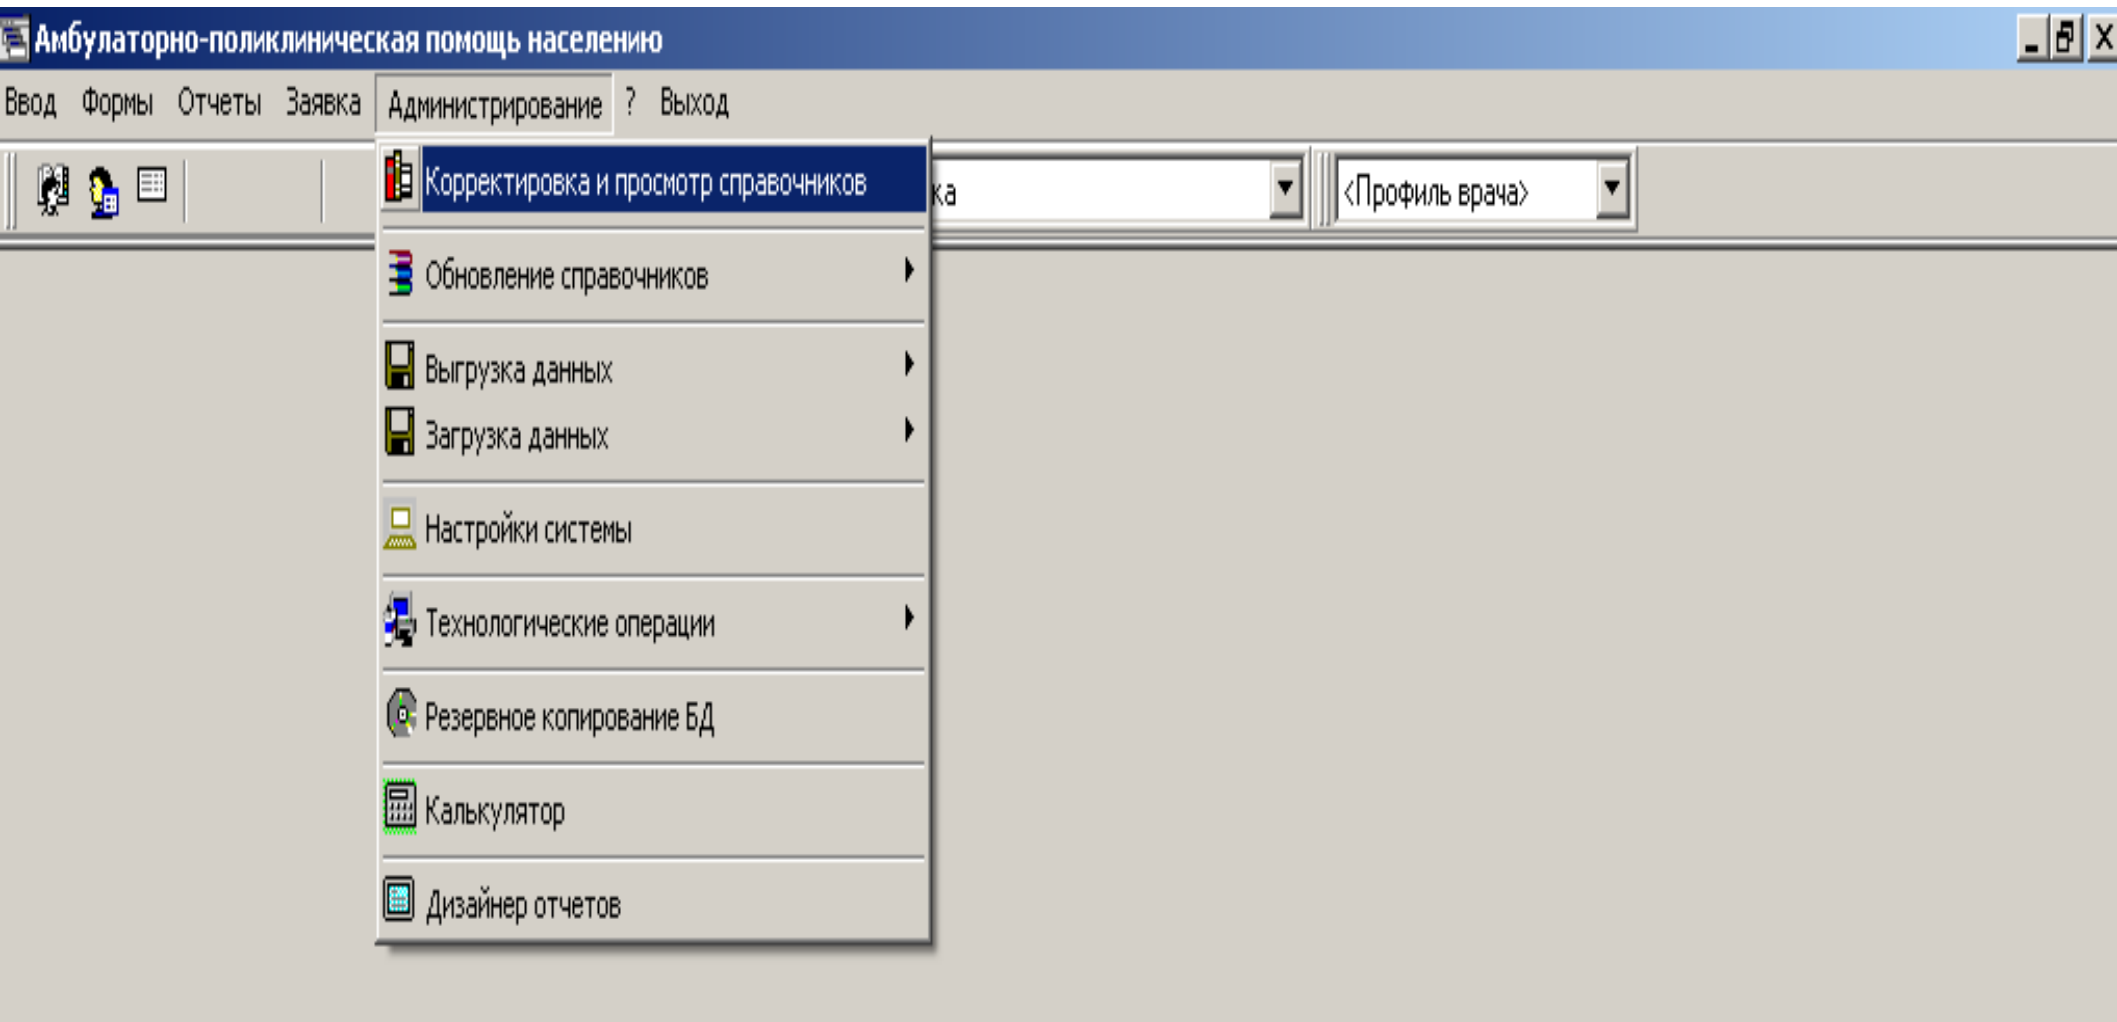 Амбулаторно-поликлиническая помощь населению
Ввод Формы Отчеты Заявка Администрирование ? Выход
Корректировка и просмотр справочников
ка
<Профиль врача>
Обновление справочников
Выгрузка данных
Загрузка данных
Настройки системы
Технологические операции
Резервное копирование БД
Калькулятор
Дизайнер отчетов